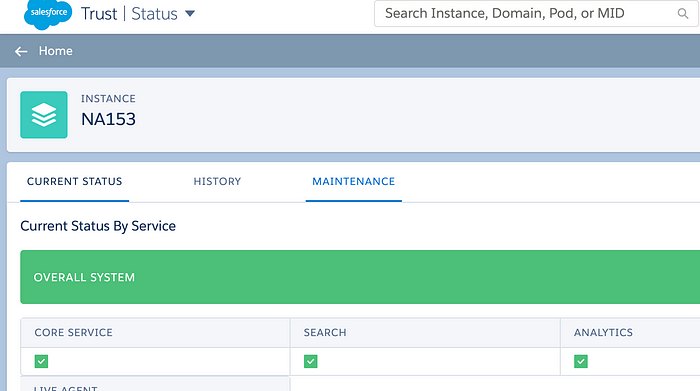 salesforce Trust | Status Search Instance, Domain, Pod, or MID
Home
INSTANCE
NA153
CURRENT STATUS HISTORY MAINTENANCE
Current Status By Service
OVERALL SYSTEM
CORE SERVICE SEARCH ANALYTICS
LIVE AGENT